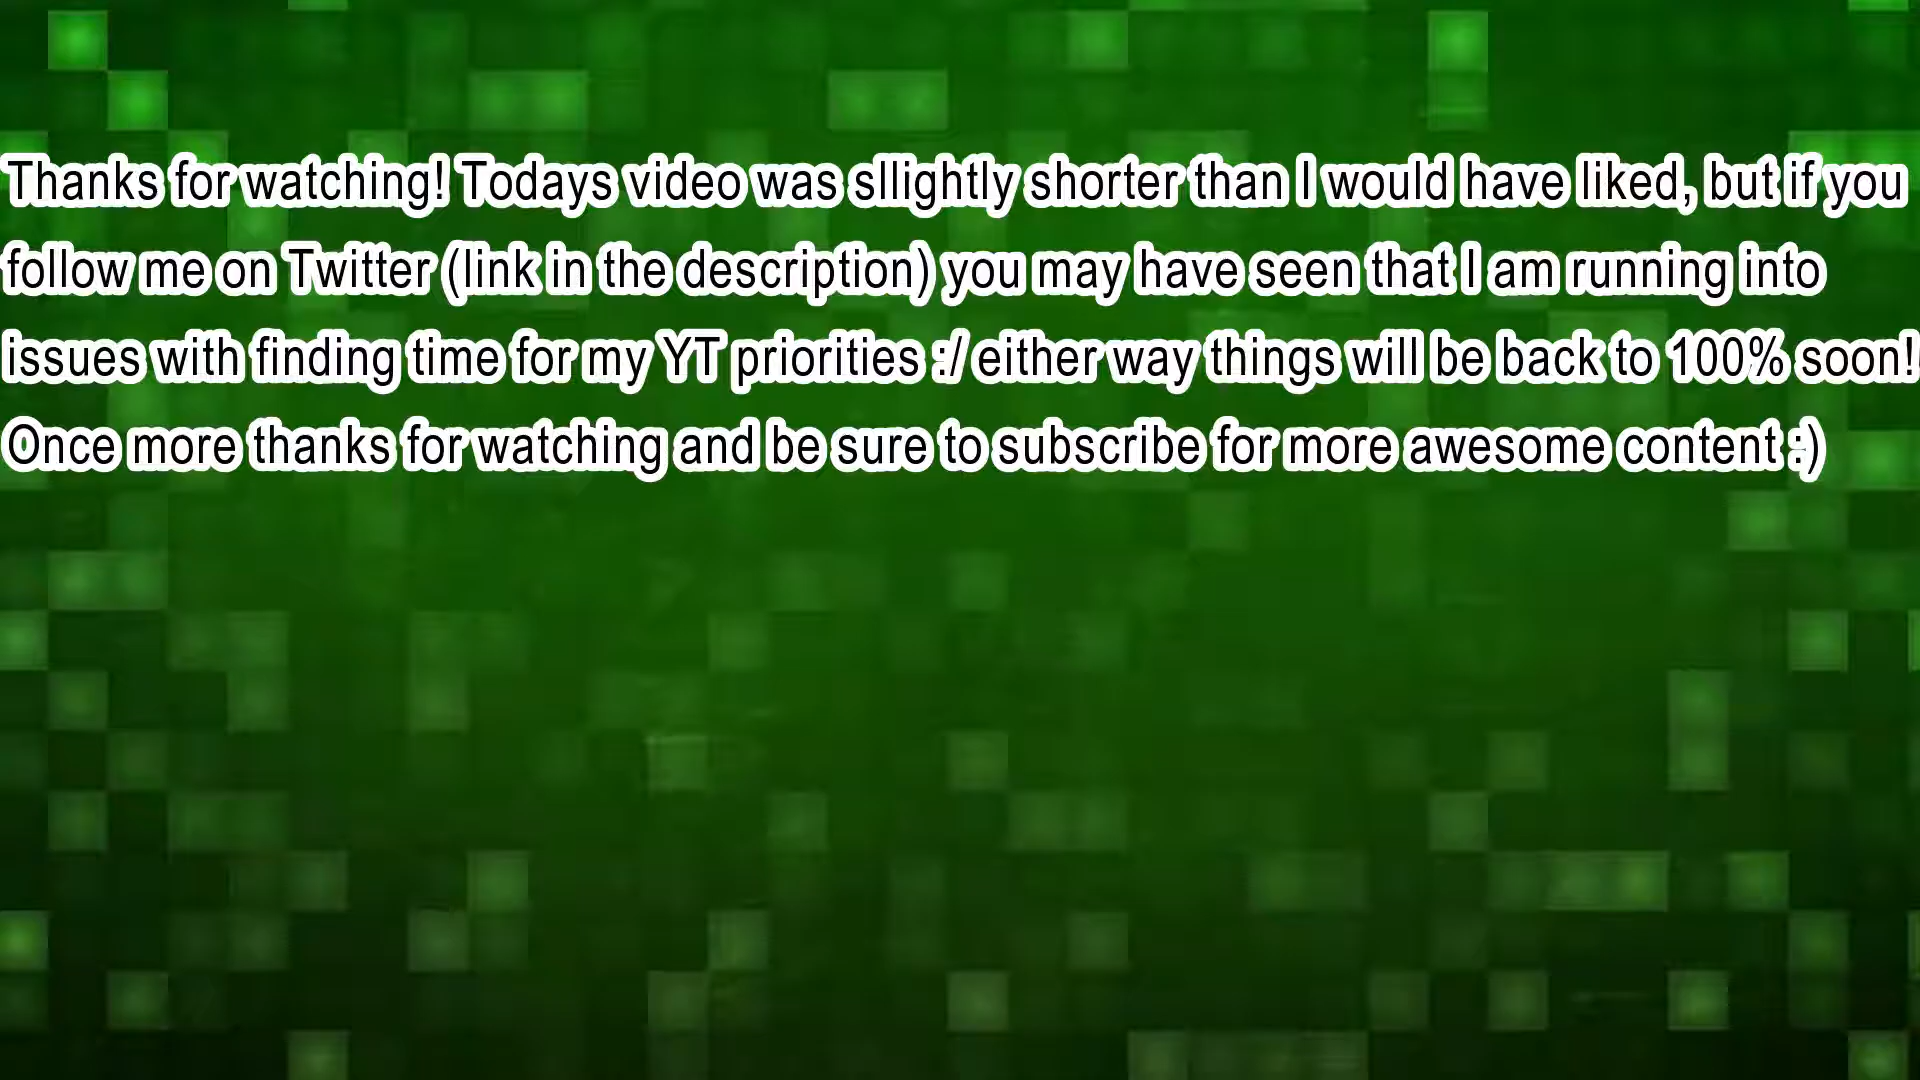 Thanks for watching! Todays video was sllightly shorter than I would have liked, but if you
follow me on Twitter (link in the description) you may have seen that I am running into
issues with finding time for my YT priorities :/ either way things will be back to 100% soon!
Once more thanks for watching and be sure to subscribe for more awesome content :)